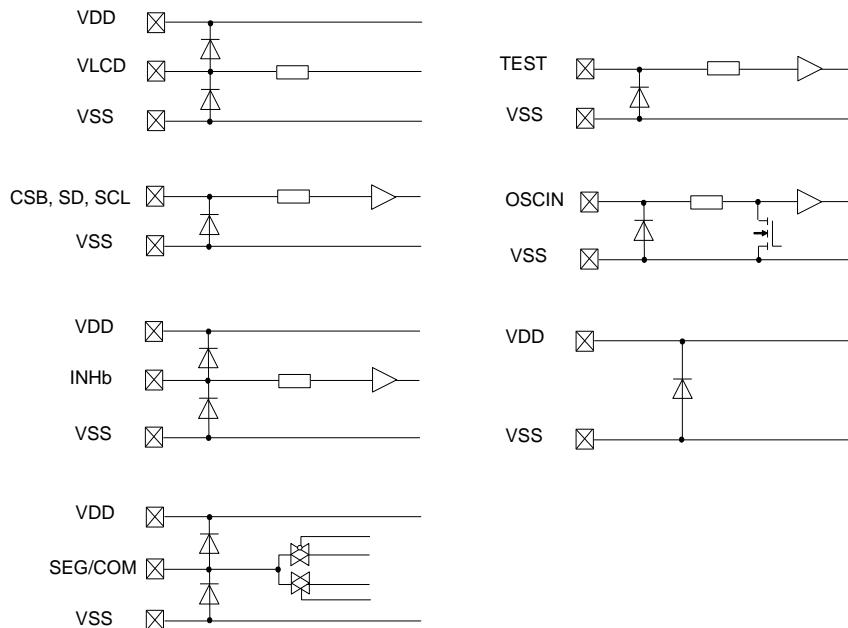 VDD
VLCD
VSS
CSB, SD, SCL
VSS
VDD
INHb
VSS
VDD
SEG/COM
VSS
TEST
VSS
OSCIN
VSS
VDD
VSS